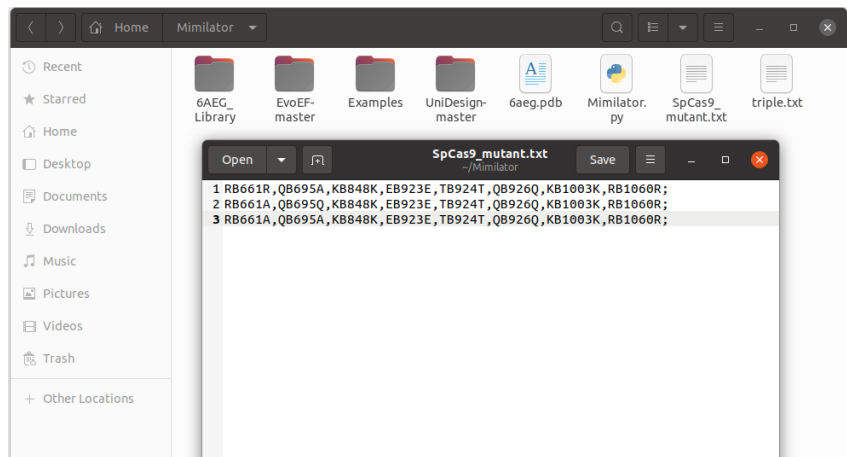 Home Mimilator
Recent
Starred
Home
Desktop
Documents
Downloads
Music
Pictures
Videos
Trash
+ Other Locations
6AEG_
Library
EvoEF-
master
Examples
UniDesign-
master
6aeg.pdb
Mimilator.
py
SpCas9_
mutant.txt
triple.txt
Open
SpCas9_mutant.txt
~/Mimilator
Save
1 RB661R,QB695A,KB848K,EB923E,TB924T,QB926Q,KB1003K,RB1060R;
2 RB661A,QB695Q,KB848K,EB923E,TB924T,QB926Q,KB1003K,RB1060R;
3 RB661A,QB695A,KB848K,EB923E,TB924T,QB926Q,KB1003K,RB1060R;